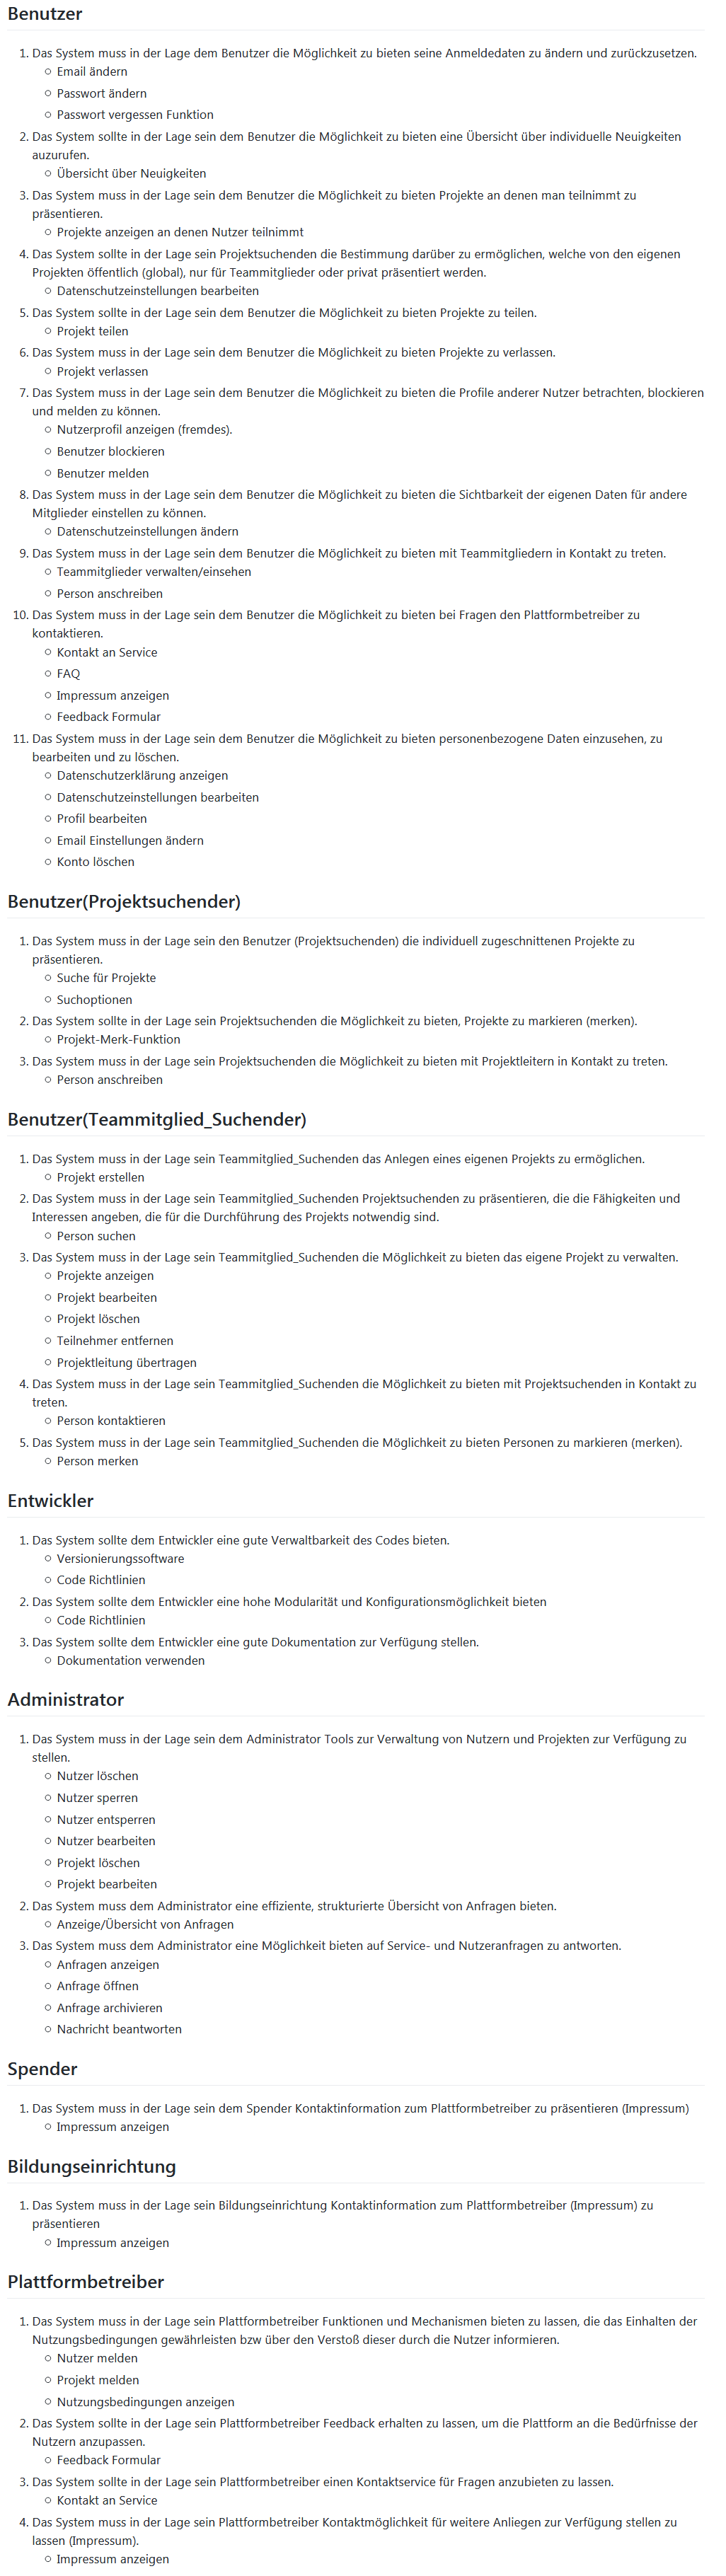 Benutzer
1. Das System muss in der Lage dem Benutzer die Möglichkeit zu bieten seine Anmeldedaten zu ändern und zurückzusetzen.
○ Email ändern
○ Passwort ändern
○ Passwort vergessen Funktion
2. Das System sollte in der Lage sein dem Benutzer die Möglichkeit zu bieten eine Übersicht über individuelle Neuigkeiten
auzurufen.
○ Übersicht über Neuigkeiten
3. Das System muss in der Lage sein dem Benutzer die Möglichkeit zu bieten Projekte an denen man teilnimmt zu
präsentieren.
○ Projekte anzeigen an denen Nutzer teilnimmt
4. Das System sollte in der Lage sein Projektsuchenden die Bestimmung darüber zu ermöglichen, welche von den eigenen
Projekten öffentlich (global), nur für Teammitglieder oder privat präsentiert werden.
○ Datenschutzeinstellungen bearbeiten
5. Das System sollte in der Lage sein dem Benutzer die Möglichkeit zu bieten Projekte zu teilen.
○ Projekt teilen
6. Das System muss in der Lage sein dem Benutzer die Möglichkeit zu bieten Projekte zu verlassen.
○ Projekt verlassen
7. Das System muss in der Lage sein dem Benutzer die Möglichkeit zu bieten die Profile anderer Nutzer betrachten, blockieren
und melden zu können.
○ Nutzerprofil anzeigen (fremdes).
○ Benutzer blockieren
○ Benutzer melden
8. Das System muss in der Lage sein dem Benutzer die Möglichkeit zu bieten die Sichtbarkeit der eigenen Daten für andere
Mitglieder einstellen zu können.
○ Datenschutzeinstellungen ändern
9. Das System muss in der Lage sein dem Benutzer die Möglichkeit zu bieten mit Teammitgliedern in Kontakt zu treten.
○ Teammitglieder verwalten/einsehen
○ Person anschreiben
10. Das System muss in der Lage sein dem Benutzer die Möglichkeit zu bieten bei Fragen den Plattformbetreiber zu
kontaktieren.
○ Kontakt an Service
○ FAQ
○ Impressum anzeigen
○ Feedback Formular
11. Das System muss in der Lage sein dem Benutzer die Möglichkeit zu bieten personenbezogene Daten einzusehen, zu
bearbeiten und zu löschen.
○ Datenschutzerklärung anzeigen
○ Datenschutzeinstellungen bearbeiten
○ Profil bearbeiten
○ Email Einstellungen ändern
○ Konto löschen
Benutzer(Projektsuchender)
1. Das System muss in der Lage sein den Benutzer (Projektsuchenden) die individuell zugeschnittenen Projekte zu
präsentieren.
○ Suche für Projekte
○ Suchoptionen
2. Das System sollte in der Lage sein Projektsuchenden die Möglichkeit zu bieten, Projekte zu markieren (merken).
○ Projekt-Merk-Funktion
3. Das System muss in der Lage sein Projektsuchenden die Möglichkeit zu bieten mit Projektleitern in Kontakt zu treten.
○ Person anschreiben
Benutzer(Teammitglied_Suchender)
1. Das System muss in der Lage sein Teammitglied_Suchenden das Anlegen eines eigenen Projekts zu ermöglichen.
○ Projekt erstellen
2. Das System muss in der Lage sein Teammitglied_Suchenden Projektsuchenden zu präsentieren, die die Fähigkeiten und
Interessen angeben, die für die Durchführung des Projekts notwendig sind.
○ Person suchen
3. Das System muss in der Lage sein Teammitglied_Suchenden die Möglichkeit zu bieten das eigene Projekt zu verwalten.
○ Projekte anzeigen
○ Projekt bearbeiten
○ Projekt löschen
○ Teilnehmer entfernen
○ Projektleitung übertragen
4. Das System muss in der Lage sein Teammitglied_Suchenden die Möglichkeit zu bieten mit Projektsuchenden in Kontakt zu
treten.
○ Person kontaktieren
5. Das System muss in der Lage sein Teammitglied_Suchenden die Möglichkeit zu bieten Personen zu markieren (merken).
○ Person merken
Entwickler
1. Das System sollte dem Entwickler eine gute Verwaltbarkeit des Codes bieten.
○ Versionierungssoftware
○ Code Richtlinien
2. Das System sollte dem Entwickler eine hohe Modularität und Konfigurationsmöglichkeit bieten
○ Code Richtlinien
3. Das System sollte dem Entwickler eine gute Dokumentation zur Verfügung stellen.
○ Dokumentation verwenden
Administrator
1. Das System muss in der Lage sein dem Administrator Tools zur Verwaltung von Nutzern und Projekten zur Verfügung zu
stellen.
○ Nutzer löschen
○ Nutzer sperren
○ Nutzer entsperren
○ Nutzer bearbeiten
○ Projekt löschen
○ Projekt bearbeiten
2. Das System muss dem Administrator eine effiziente, strukturierte Übersicht von Anfragen bieten.
○ Anzeige/Übersicht von Anfragen
3. Das System muss dem Administrator eine Möglichkeit bieten auf Service- und Nutzeranfragen zu antworten.
○ Anfragen anzeigen
○ Anfrage öffnen
○ Anfrage archivieren
○ Nachricht beantworten
Spender
1. Das System muss in der Lage sein dem Spender Kontaktinformation zum Plattformbetreiber zu präsentieren (Impressum)
○ Impressum anzeigen
Bildungseinrichtung
1. Das System muss in der Lage sein Bildungseinrichtung Kontaktinformation zum Plattformbetreiber (Impressum) zu
präsentieren
○ Impressum anzeigen
Plattformbetreiber
1. Das System muss in der Lage sein Plattformbetreiber Funktionen und Mechanismen bieten zu lassen, die das Einhalten der
Nutzungsbedingungen gewährleisten bzw über den Verstoß dieser durch die Nutzer informieren.
○ Nutzer melden
○ Projekt melden
○ Nutzungsbedingungen anzeigen
2. Das System sollte in der Lage sein Plattformbetreiber Feedback erhalten zu lassen, um die Plattform an die Bedürfnisse der
Nutzern anzupassen.
○ Feedback Formular
3. Das System sollte in der Lage sein Plattformbetreiber einen Kontaktservice für Fragen anzubieten zu lassen.
○ Kontakt an Service
4. Das System muss in der Lage sein Plattformbetreiber Kontaktmöglichkeit für weitere Anliegen zur Verfügung stellen zu
lassen (Impressum).
○ Impressum anzeigen